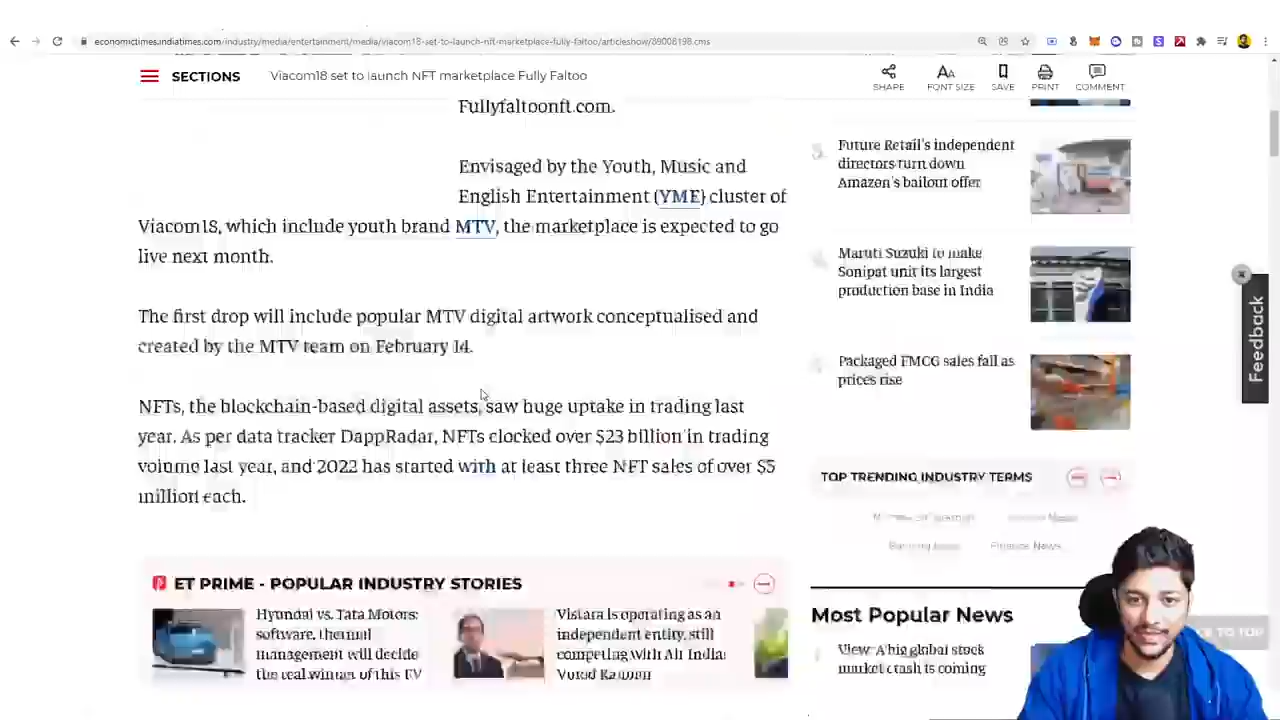 economictimes.indiatimes.com/industry/media/entertainment/media/viacom18-set-to-launch-nft-marketplace-fully-faltoo/articleshow/89008198.cms
SECTIONS
Viacom18 set to launch NFT marketplace Fully Faltoo
SHARE
FONT SIZE
SAVE
PRINT
COMMENT
Fullyfaltoonft.com.
Envisaged by the Youth, Music and
English Entertainment (YME) cluster of
Viacom18, which include youth brand MTV, the marketplace is expected to go
live next month.
The first drop will include popular MTV digital artwork conceptualised and
created by the MTV team on February 14.
NFTs, the blockchain-based digital assets, saw huge uptake in trading last
year. As per data tracker DappRadar, NFTs clocked over $23 billion in trading
volume last year, and 2022 has started with at least three NFT sales of over $5
million each.
ET PRIME - POPULAR INDUSTRY STORIES
Hyundai vs. Tata Motors:
software, thermal
management will decide
the real winner of this EV
Vistara is operating as an
independent entity, still
competing with Air India:
Vinod Kannan
Future Retail's independent
directors turn down
Amazon's bailout offer
Maruti Suzuki to make
Sonipat unit its largest
production base in India
Packaged FMCG sales fall as
prices rise
Feedback
TOP TRENDING INDUSTRY TERMS
Banking News
Finance News
Most Popular News
View: A big global stock
market crash is coming
TO TOP